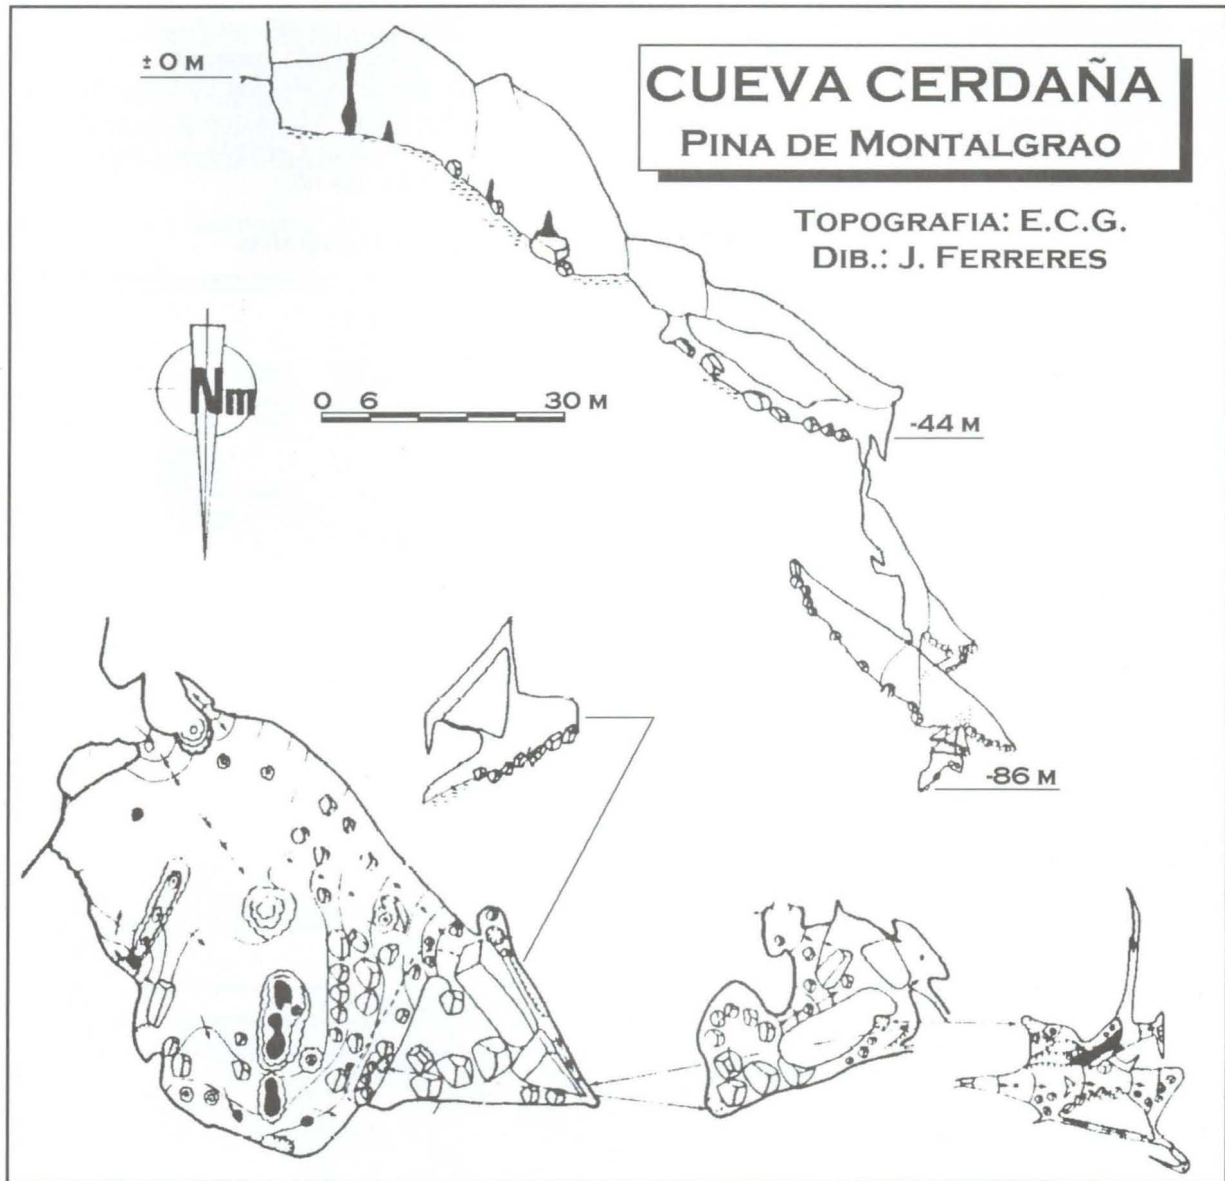 ± 0 M
CUEVA CERDAÑA
PINA DE MONTALGRAO
TOPOGRAFIA: E.C.G.
DIB.: J. FERRERES
Nm
0 6 30 M
-44 M
-86 M